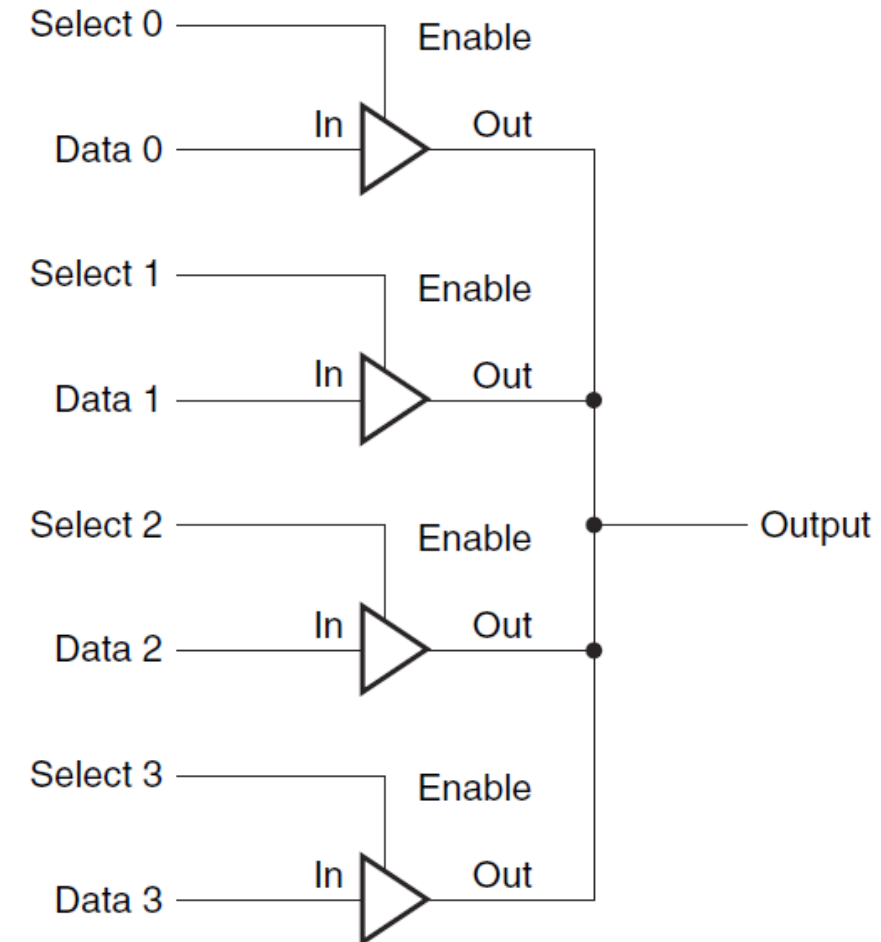 Select 0
Enable
In
Out
Data 0
Select 1
Enable
In
Out
Data 1
Select 2
Enable
Output
In
Out
Data 2
Select 3
Enable
In
Out
Data 3